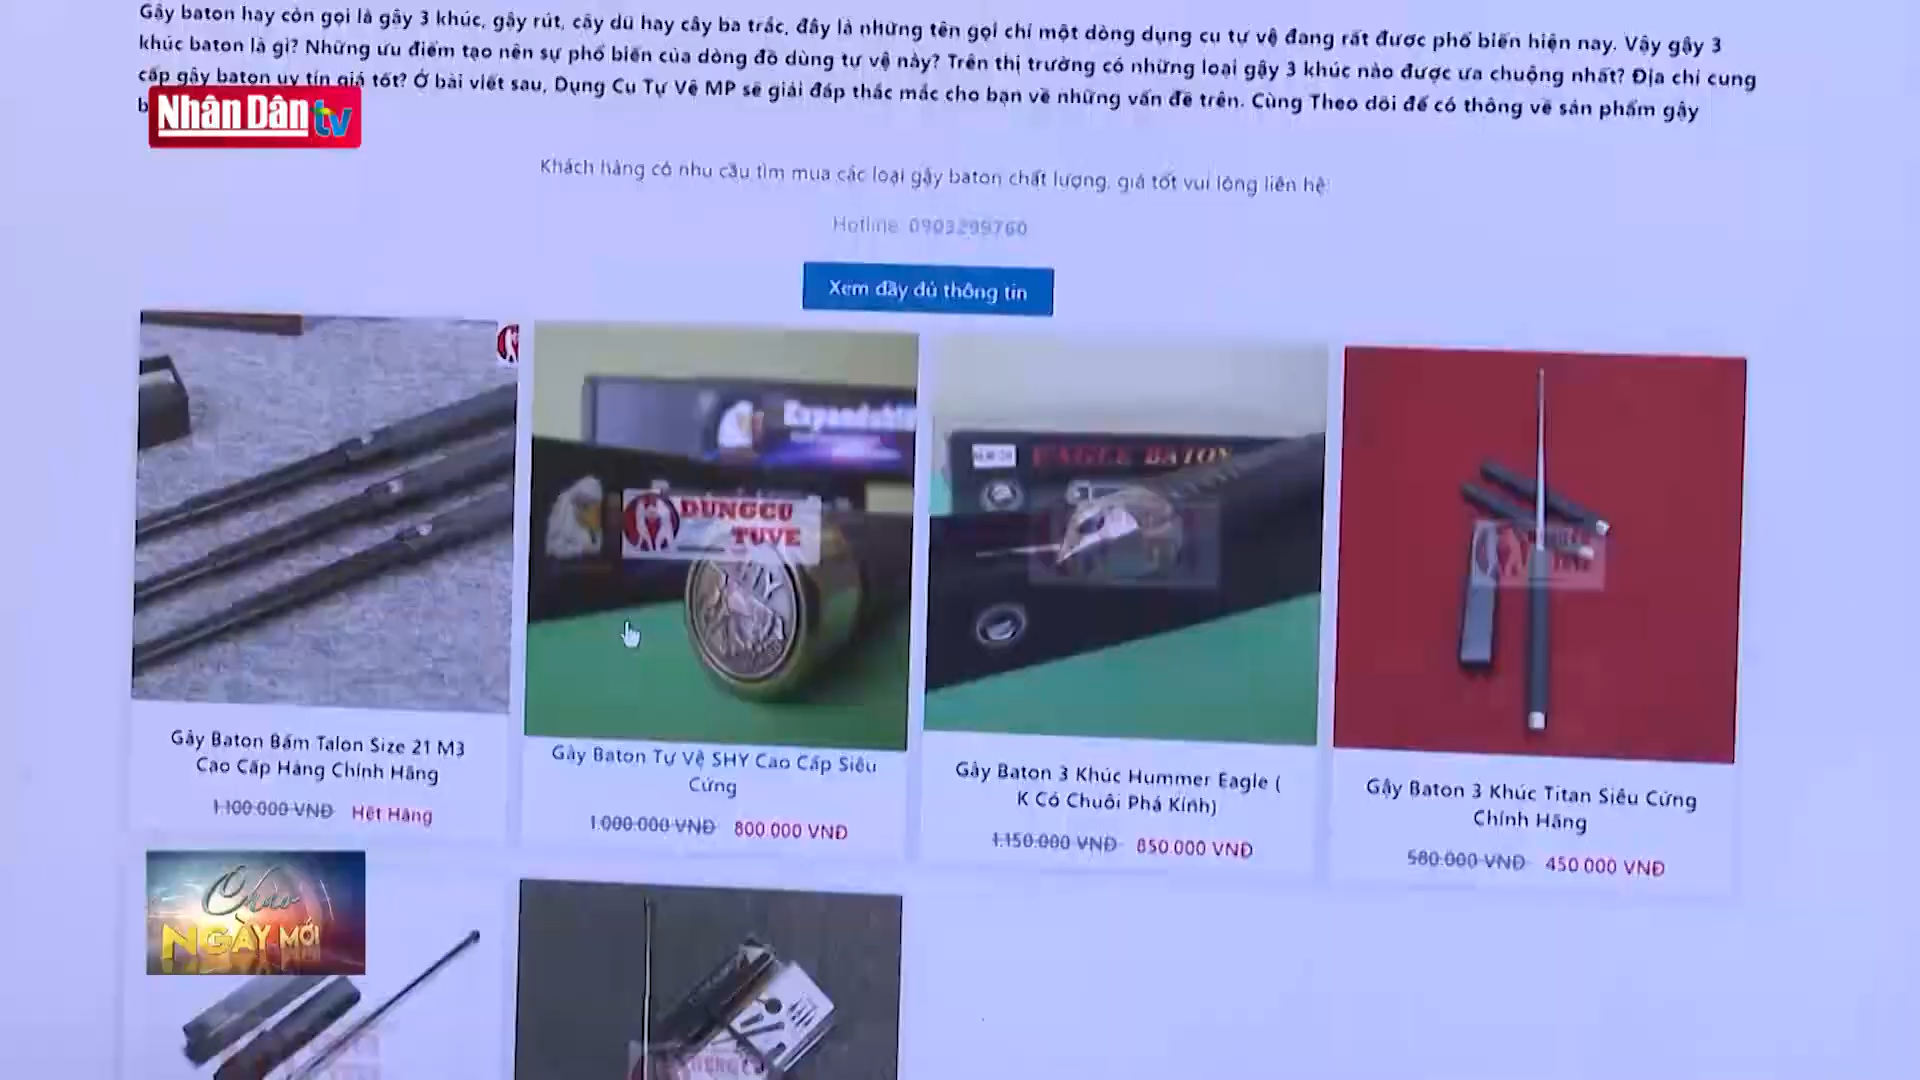 Gậy baton hay còn gọi là gậy 3 khúc, gậy rút, cây dũ hay cây ba trắc, đây là những tên gọi chỉ một dòng dụng cụ tự vệ đang rất được phổ biến hiện nay. Vậy gậy 3
khúc baton là gì? Những ưu điểm tạo nên sự phổ biến của dòng đồ dùng tự vệ này? Trên thị trường có những loại gậy 3 khúc nào được ưa chuộng nhất? Địa chỉ cung
cấp gậy baton uy tín giá tốt? Ở bài viết sau, Dụng Cụ Tự Vệ MP sẽ giải đáp thắc mắc cho bạn về những vấn đề trên. Cùng Theo dõi để có thông về sản phẩm gậy
Nhân Dân tv
Khách hàng có nhu cầu tìm mua các loại gậy baton chất lượng, giá tốt vui lòng liên hệ
Hotline: 0903299760
Xem đầy đủ thông tin
EAGLE BATON
DUNGCU
TUVE
Gậy Baton Bấm Talon Size 21 M3
Cao Cấp Hàng Chính Hãng
1.100.000 VNĐ Hết Hàng
Gậy Baton Tự Vệ SHY Cao Cấp Siêu
Cứng
1.000.000 VNĐ 800.000 VNĐ
Gậy Baton 3 Khúc Hummer Eagle (
K Có Chuôi Phá Kính)
1.150.000 VNĐ 850.000 VNĐ
Gậy Baton 3 Khúc Titan Siêu Cứng
Chính Hãng
580.000 VNĐ 450.000 VNĐ
Chào
NGÀY MỚI